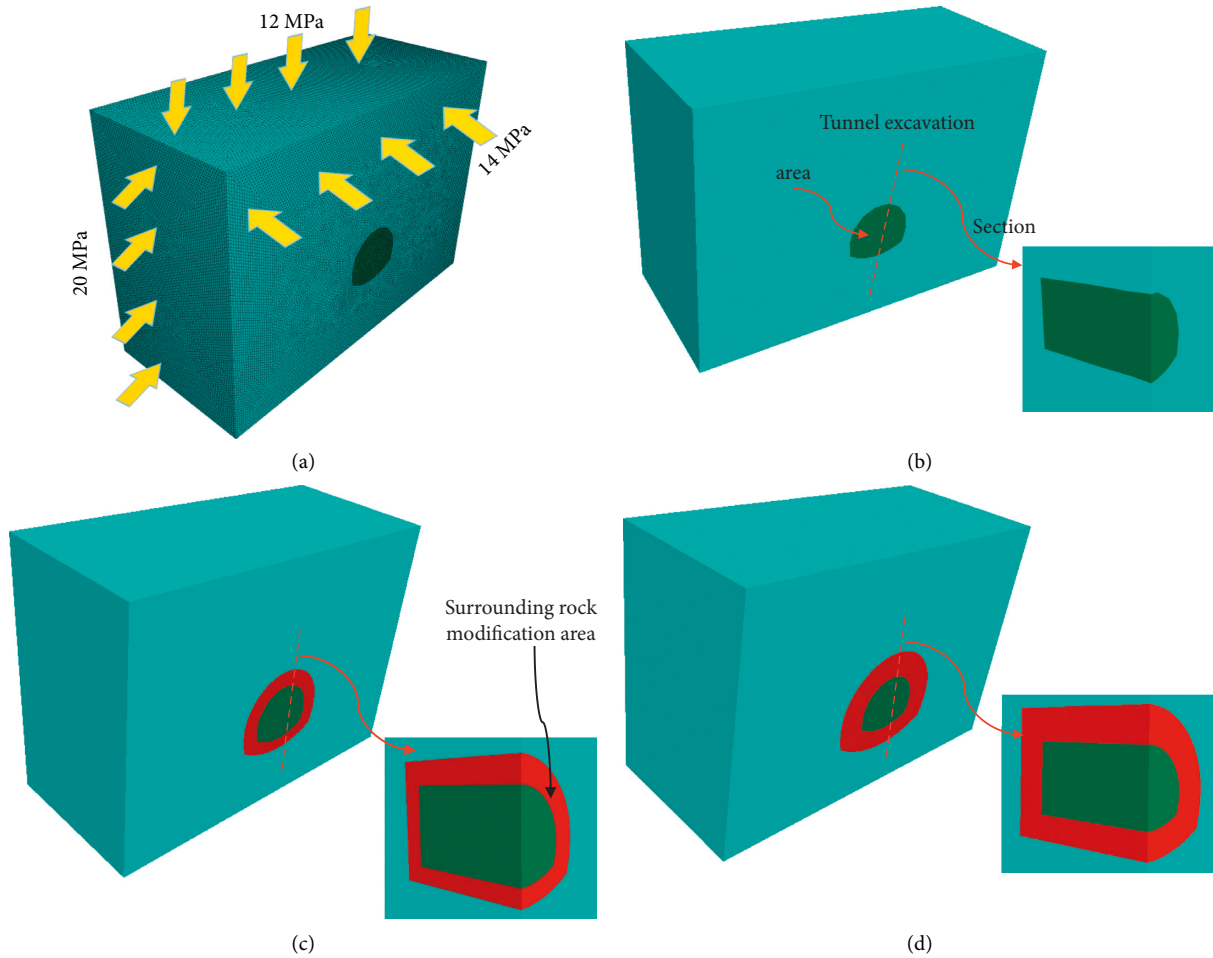 12 MPa
14 MPa
20 MPa
(a)
Tunnel excavation
area
Section
(b)
Surrounding rock
modification area
(c)
(d)